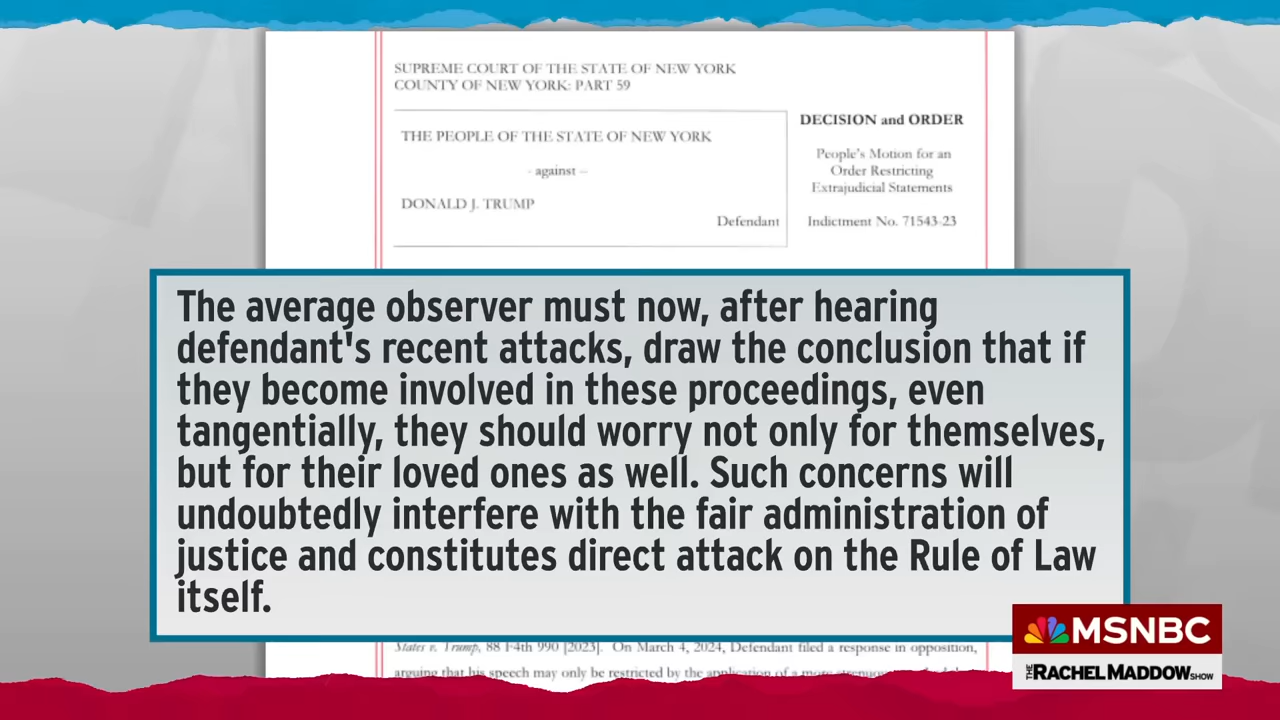 SUPREME COURT OF THE STATE OF NEW YORK
COUNTY OF NEW YORK: PART 59
THE PEOPLE OF THE STATE OF NEW YORK
- against –
DONALD J. TRUMP
Defendant
DECISION and ORDER
People's Motion for an
Order Restricting
Extrajudicial Statements
Indictment No. 71543-23
The average observer must now, after hearing
defendant's recent attacks, draw the conclusion that if
they become involved in these proceedings, even
tangentially, they should worry not only for themselves,
but for their loved ones as well. Such concerns will
undoubtedly interfere with the fair administration of
justice and constitutes direct attack on the Rule of Law
itself.
States v. Trump, 88 F4th 990 [2023]. On March 4, 2024, Defendant filed a response in opposition,
arguing that his speech may only be restricted by the application of a more
MSNBC
THE RACHEL MADDOW SHOW